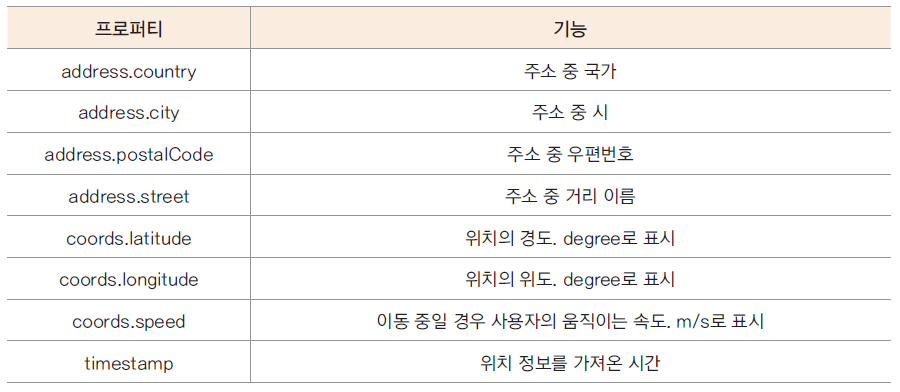 프로퍼티 기능
address.country 주소 중 국가
address.city 주소 중 시
address.postalCode 주소 중 우편번호
address.street 주소 중 거리 이름
coords.latitude 위치의 경도. degree로 표시
coords.longitude 위치의 위도. degree로 표시
coords.speed 이동 중일 경우 사용자의 움직이는 속도. m/s로 표시
timestamp 위치 정보를 가져온 시간